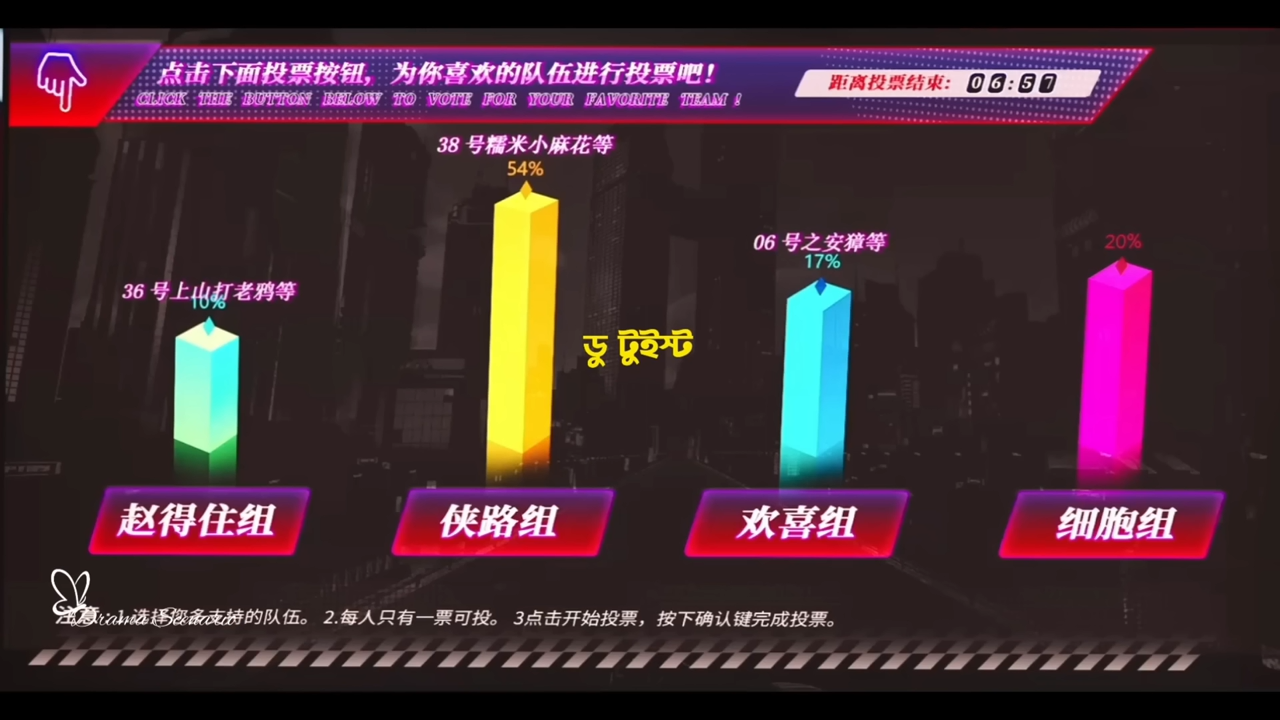 点击下面投票按钮，为你喜欢的队伍进行投票吧！
CLICK THE BUTTON BELOW TO VOTE FOR YOUR FAVORITE TEAM !
距离投票结束: 06:57
38 号糯米小麻花等
54%
06 号之安獐等
17%
20%
36 号上山打老鸦等
10%
ডু টুইস্ট
赵得住组
侠路组
欢喜组
细胞组
注意：1.选择您多支持的队伍。 2.每人只有一票可投。 3点击开始投票，按下确认键完成投票。